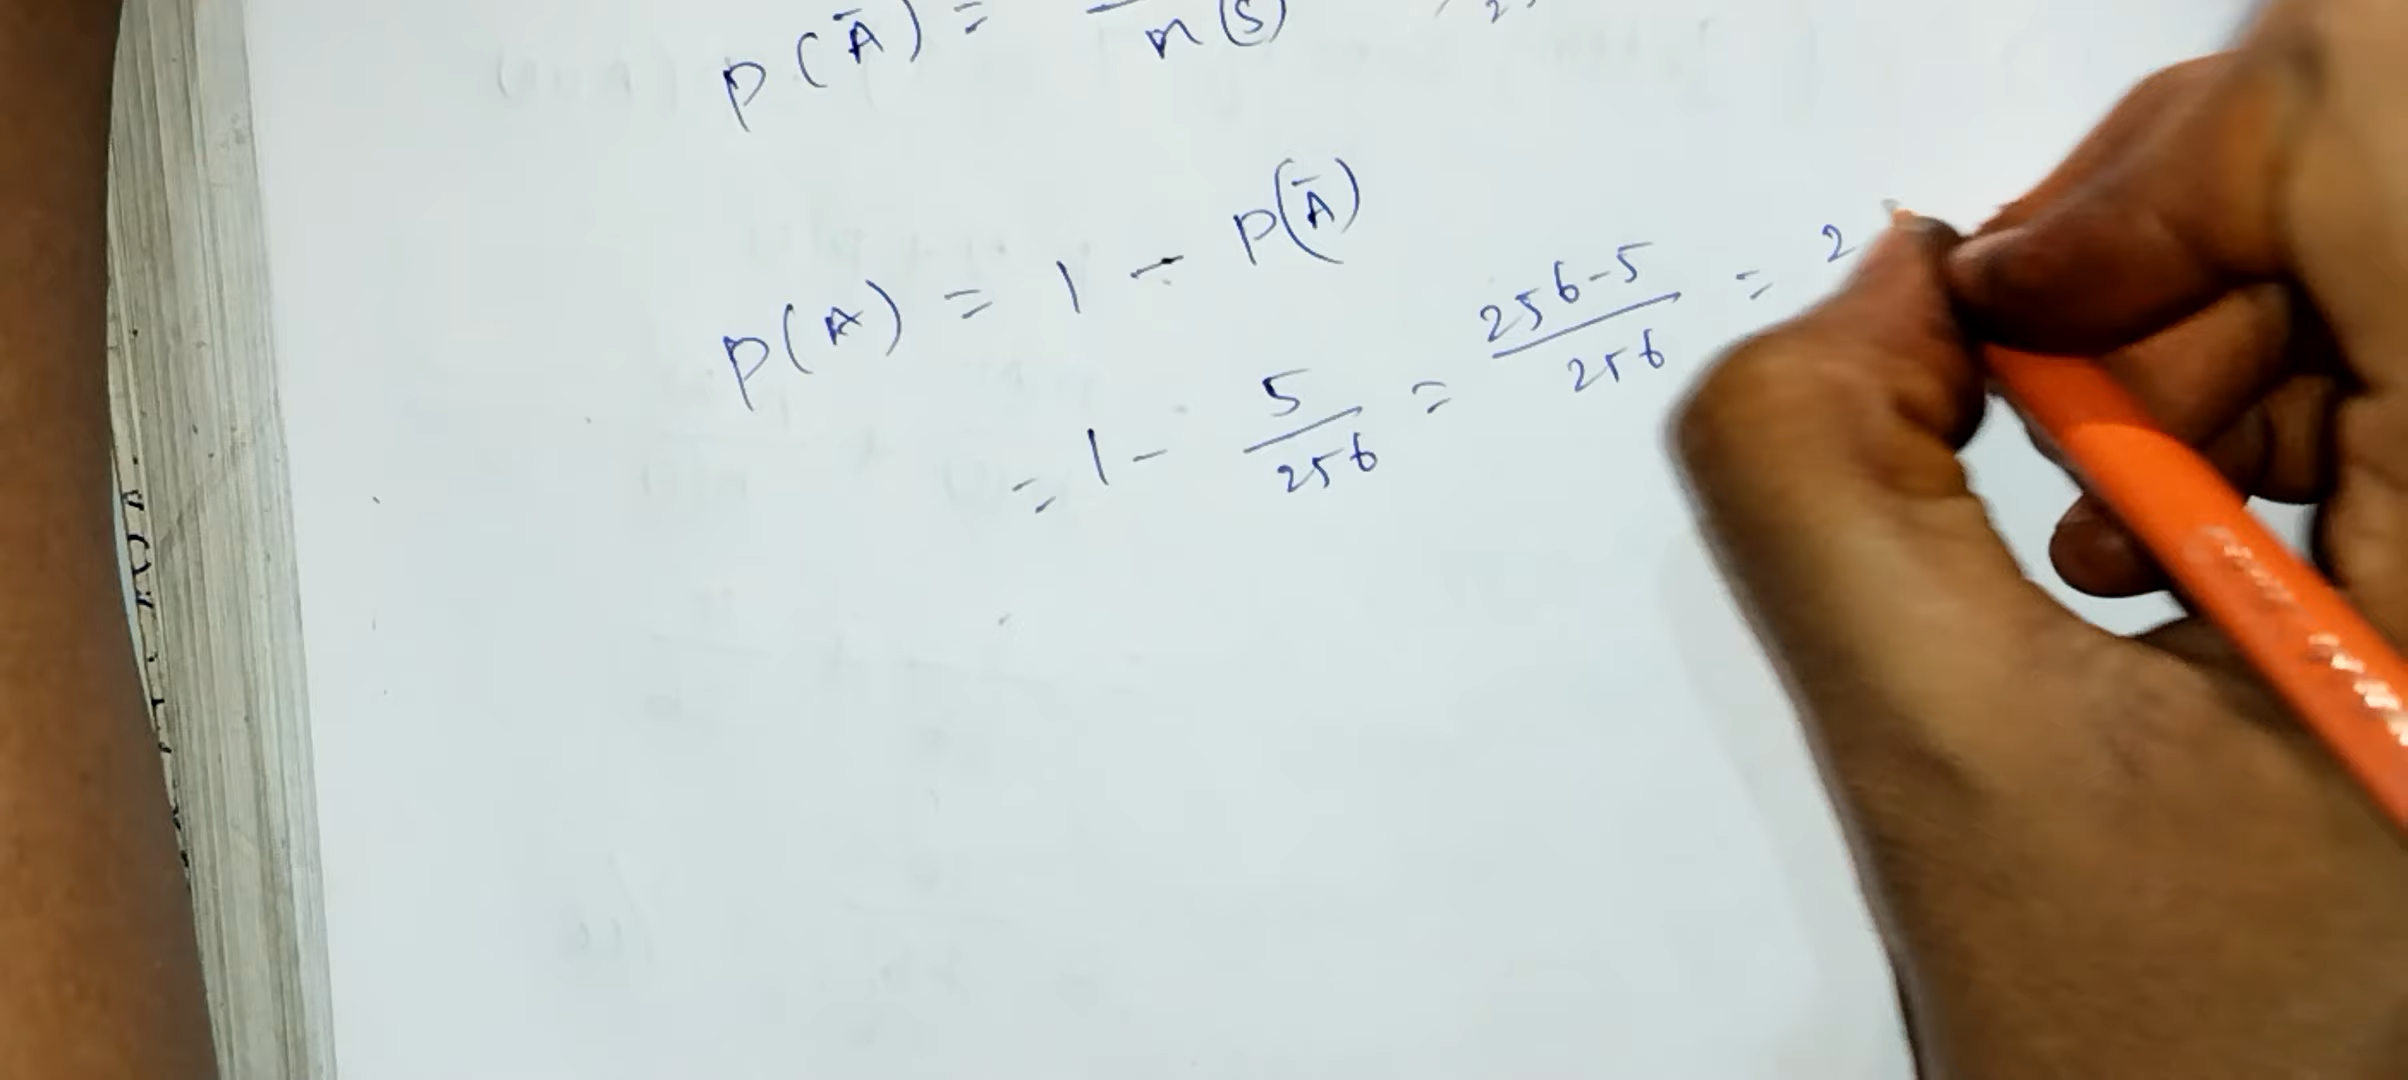 P(Ā) = / n(S)
P(A) = 1 - P(Ā)
= 1 - 5/256 = 256-5/256 = 2